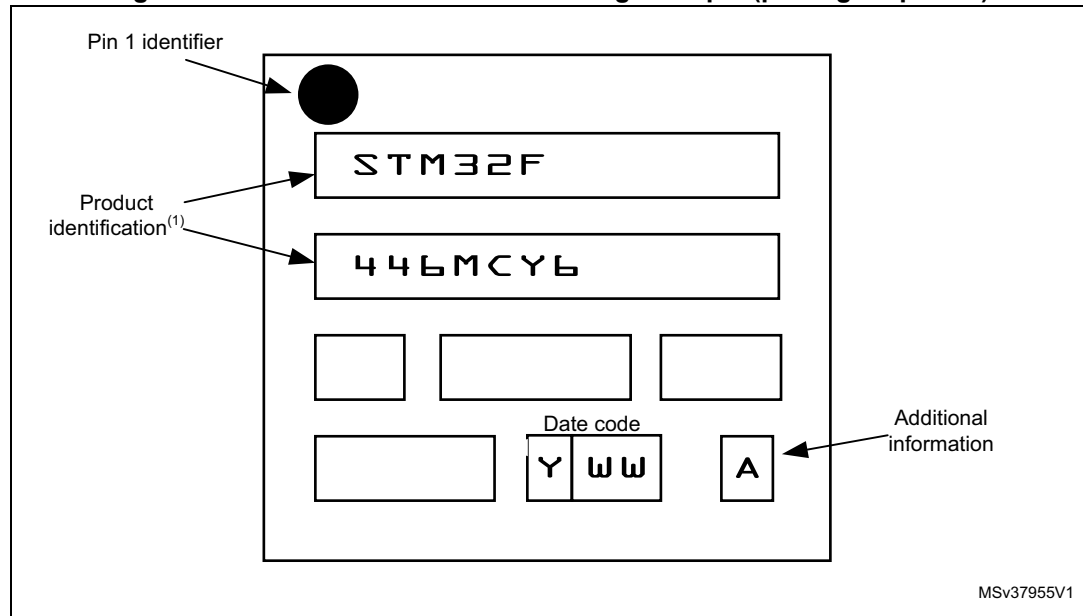 Pin 1 identifier
STM32F
Product
identification(1)
446MCY6
Date code
Additional
information
Y WW
A
MSv37955V1